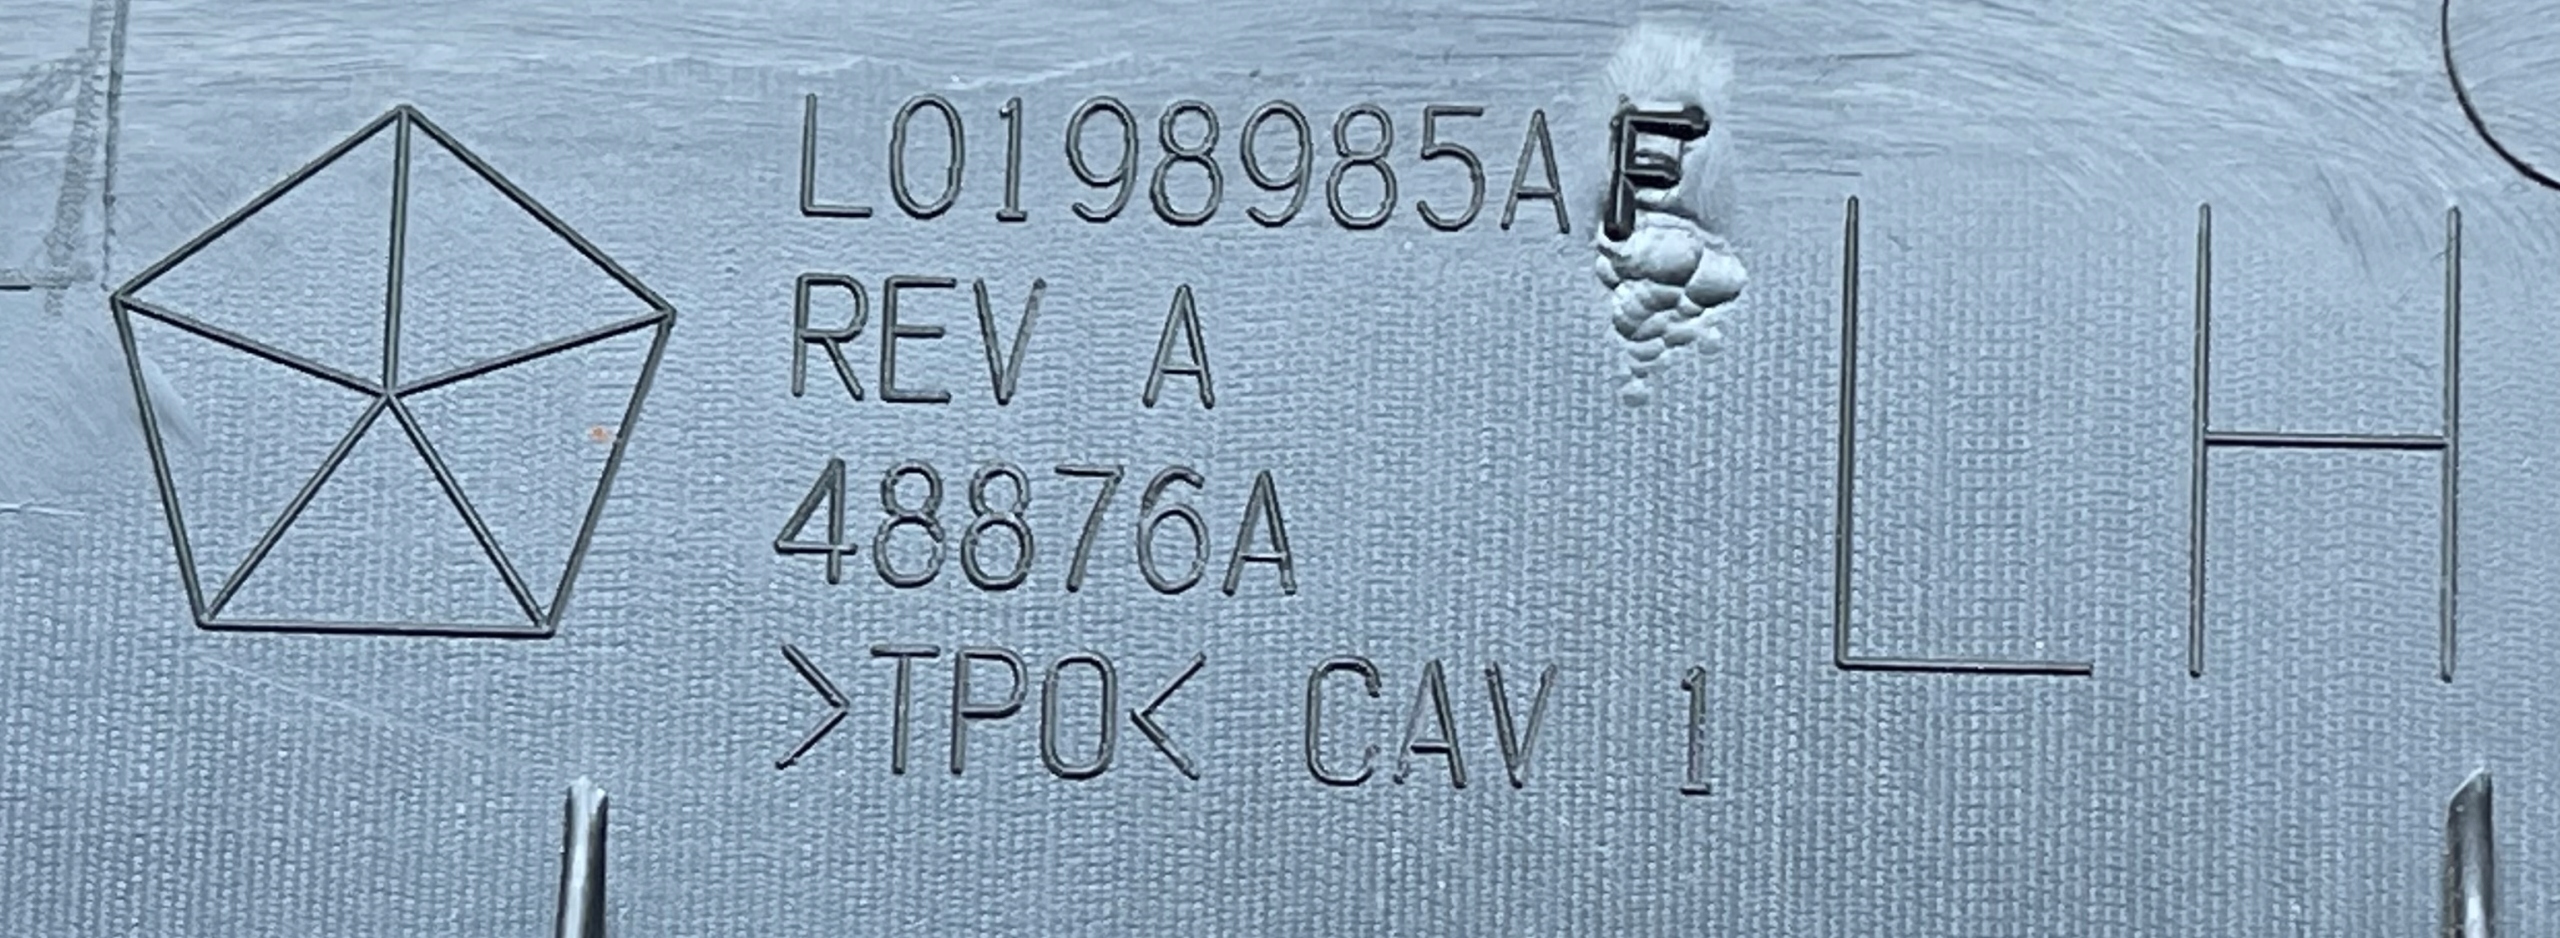 L0198985AF
REV A
48876A
>TPO< CAV 1
LH